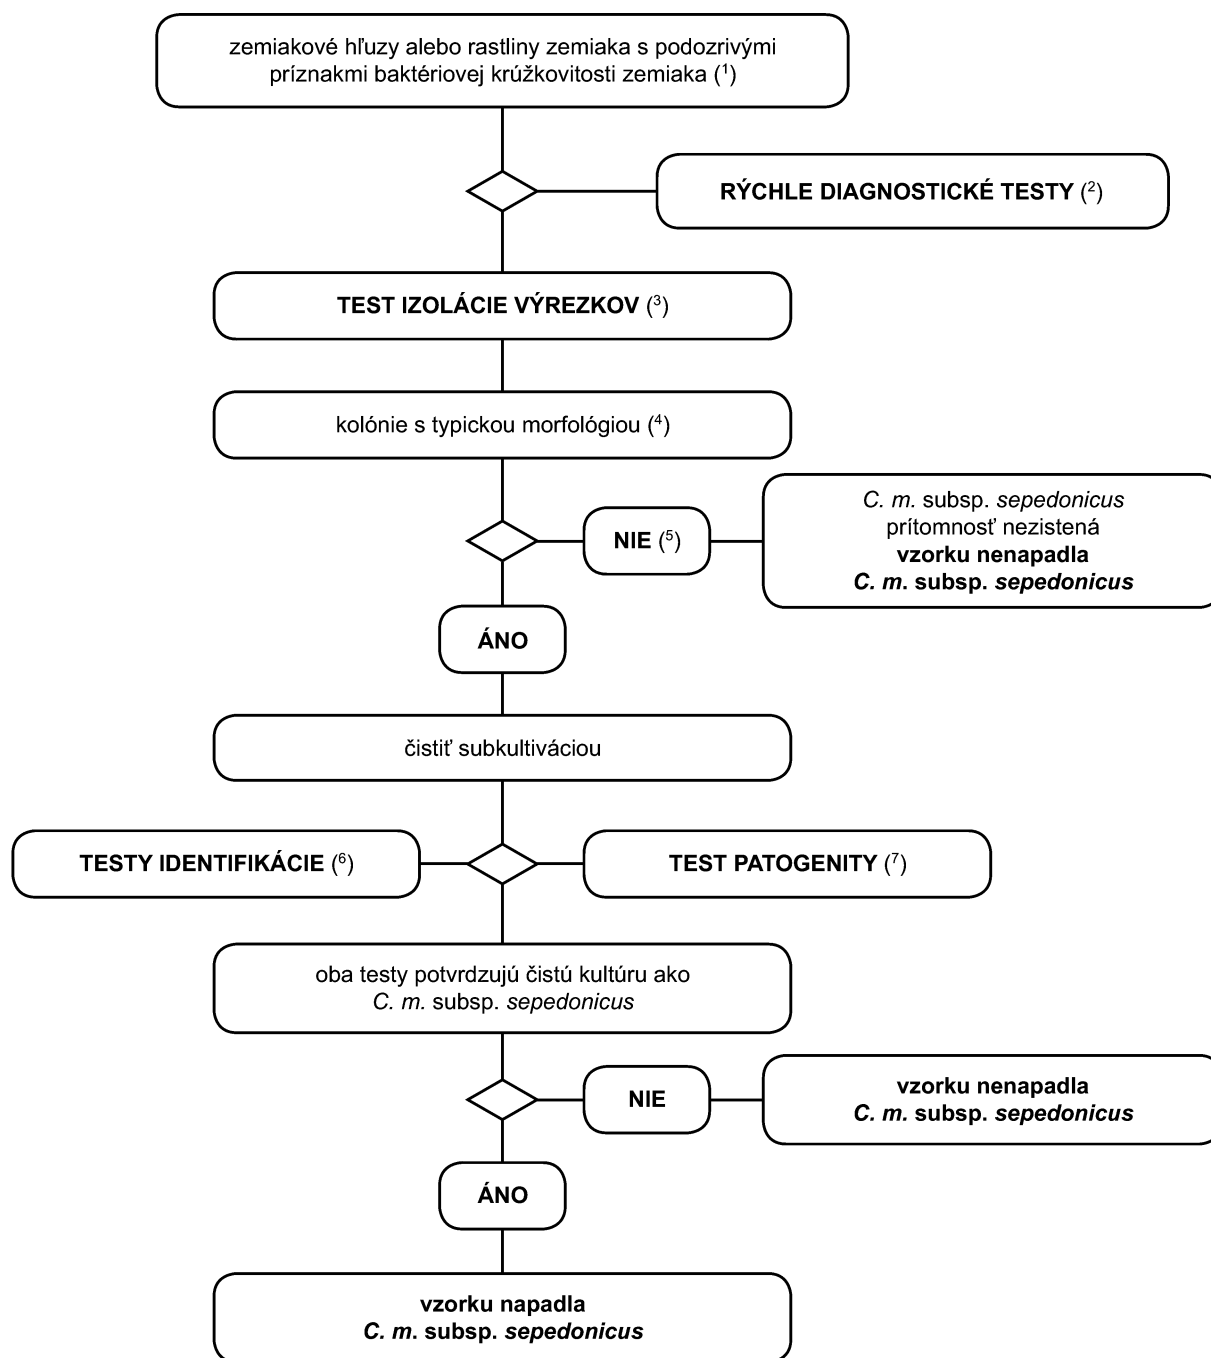 zemiakové hľuzy alebo rastliny zemiaka s podozrivými
príznakmi baktériovej krúžkovitosti zemiaka (¹)
RÝCHLE DIAGNOSTICKÉ TESTY (²)
TEST IZOLÁCIE VÝREZKOV (³)
kolónie s typickou morfológiou (⁴)
NIE (⁵)
C. m. subsp. sepedonicus
prítomnosť nezistená
vzorku nenapadla
C. m. subsp. sepedonicus
ÁNO
čistiť subkultiváciou
TESTY IDENTIFIKÁCIE (⁶)
TEST PATOGENITY (⁷)
oba testy potvrdzujú čistú kultúru ako
C. m. subsp. sepedonicus
NIE
vzorku nenapadla
C. m. subsp. sepedonicus
ÁNO
vzorku napadla
C. m. subsp. sepedonicus